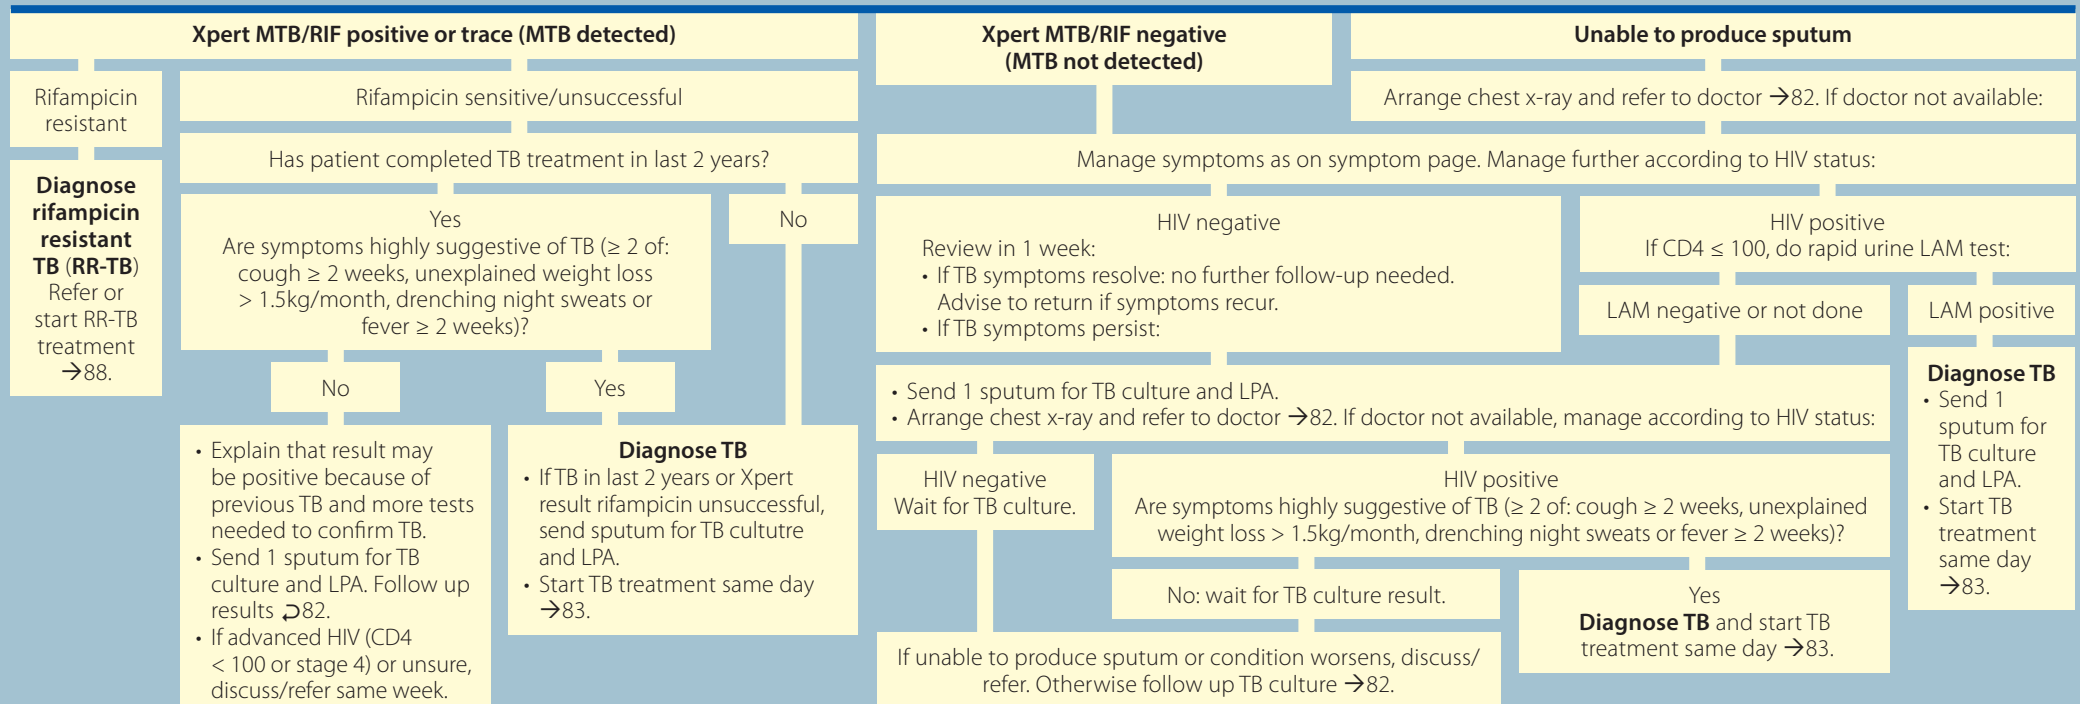 Xpert MTB/RIF positive or trace (MTB detected)
Rifampicin
resistant
Diagnose
rifampicin
resistant
TB (RR-TB)
Refer or
start RR-TB
treatment
→88.
Rifampicin sensitive/unsuccessful
Has patient completed TB treatment in last 2 years?
Yes
Are symptoms highly suggestive of TB (≥ 2 of:
cough ≥ 2 weeks, unexplained weight loss
> 1.5kg/month, drenching night sweats or
fever ≥ 2 weeks)?
No
No
Yes
• Explain that result may
be positive because of
previous TB and more tests
needed to confirm TB.
• Send 1 sputum for TB
culture and LPA. Follow up
results ⊃82.
• If advanced HIV (CD4
< 100 or stage 4) or unsure,
discuss/refer same week.
Diagnose TB
• If TB in last 2 years or Xpert
result rifampicin unsuccessful,
send sputum for TB cultutre
and LPA.
• Start TB treatment same day
→83.
Xpert MTB/RIF negative
(MTB not detected)
Unable to produce sputum
Arrange chest x-ray and refer to doctor →82. If doctor not available:
Manage symptoms as on symptom page. Manage further according to HIV status:
HIV negative
Review in 1 week:
• If TB symptoms resolve: no further follow-up needed.
Advise to return if symptoms recur.
• If TB symptoms persist:
HIV positive
If CD4 ≤ 100, do rapid urine LAM test:
LAM negative or not done
LAM positive
• Send 1 sputum for TB culture and LPA.
• Arrange chest x-ray and refer to doctor →82. If doctor not available, manage according to HIV status:
HIV negative
Wait for TB culture.
HIV positive
Are symptoms highly suggestive of TB (≥ 2 of: cough ≥ 2 weeks, unexplained
weight loss > 1.5kg/month, drenching night sweats or fever ≥ 2 weeks)?
No: wait for TB culture result.
Yes
Diagnose TB and start TB
treatment same day →83.
If unable to produce sputum or condition worsens, discuss/
refer. Otherwise follow up TB culture →82.
Diagnose TB
• Send 1
sputum for
TB culture
and LPA.
• Start TB
treatment
same day
→83.